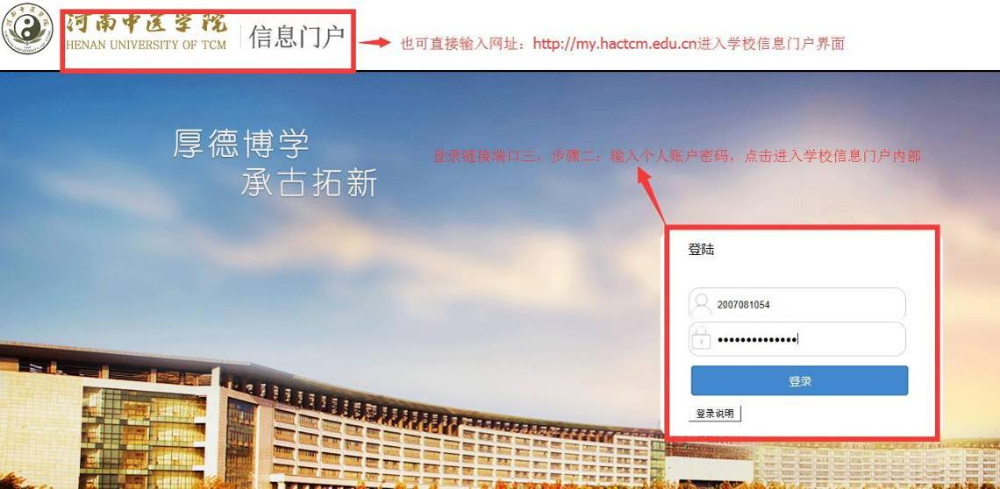 河南中医学院
HENAN UNIVERSITY OF TCM
信息门户
也可直接输入网址：http://my.hactcm.edu.cn进入学校信息门户界面
厚德博学
承古拓新
登录链接端口三，步骤二：输入个人账户密码，点击进入学校信息门户内部
登陆
2007081054
••••••••••••••
登录
登录说明